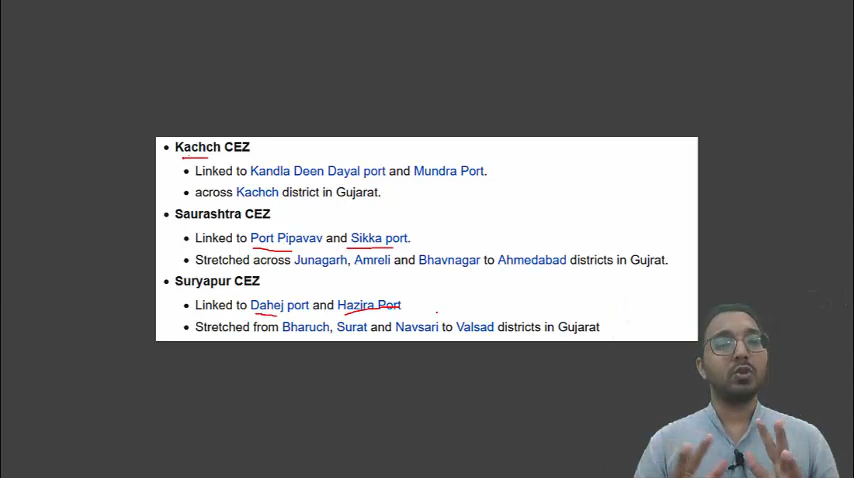 Kachch CEZ
Linked to Kandla Deen Dayal port and Mundra Port.
across Kachch district in Gujarat.
Saurashtra CEZ
Linked to Port Pipavav and Sikka port.
Stretched across Junagarh, Amreli and Bhavnagar to Ahmedabad districts in Gujrat.
Suryapur CEZ
Linked to Dahej port and Hazira Port
Stretched from Bharuch, Surat and Navsari to Valsad districts in Gujarat